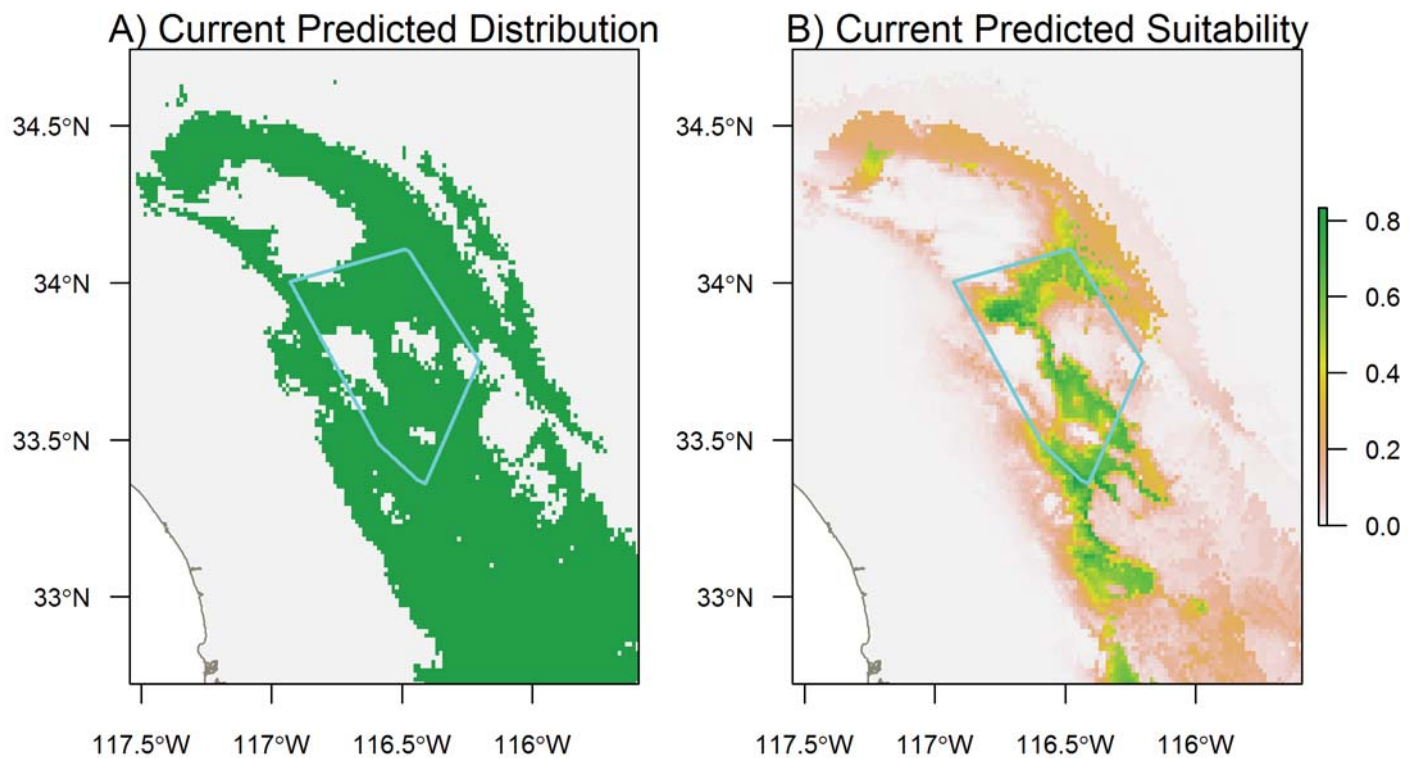 A) Current Predicted Distribution
B) Current Predicted Suitability
34.5°N
34°N
33.5°N
33°N
117.5°W
117°W
116.5°W
116°W
34.5°N
34°N
33.5°N
33°N
117.5°W
117°W
116.5°W
116°W
0.8
0.6
0.4
0.2
0.0